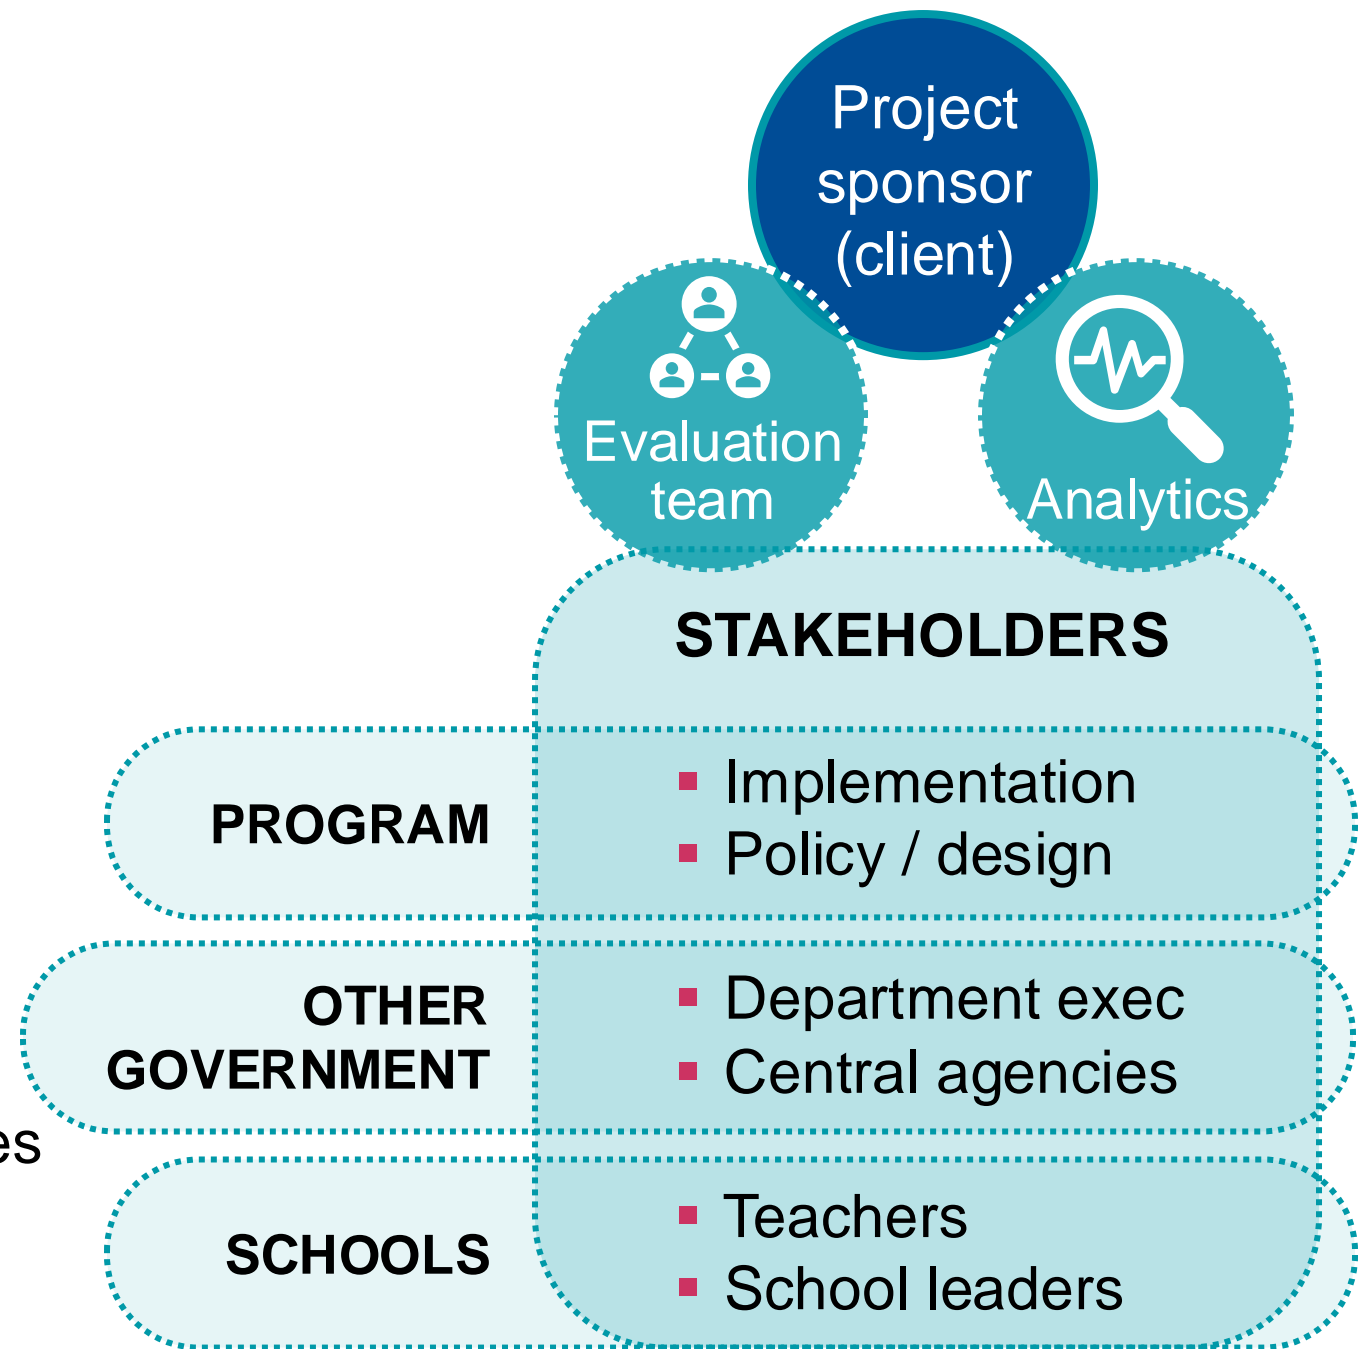 Project
sponsor
(client)
Evaluation
team
Analytics
STAKEHOLDERS
PROGRAM
▪ Implementation
▪ Policy / design
OTHER
GOVERNMENT
▪ Department exec
▪ Central agencies
es
SCHOOLS
▪ Teachers
▪ School leaders